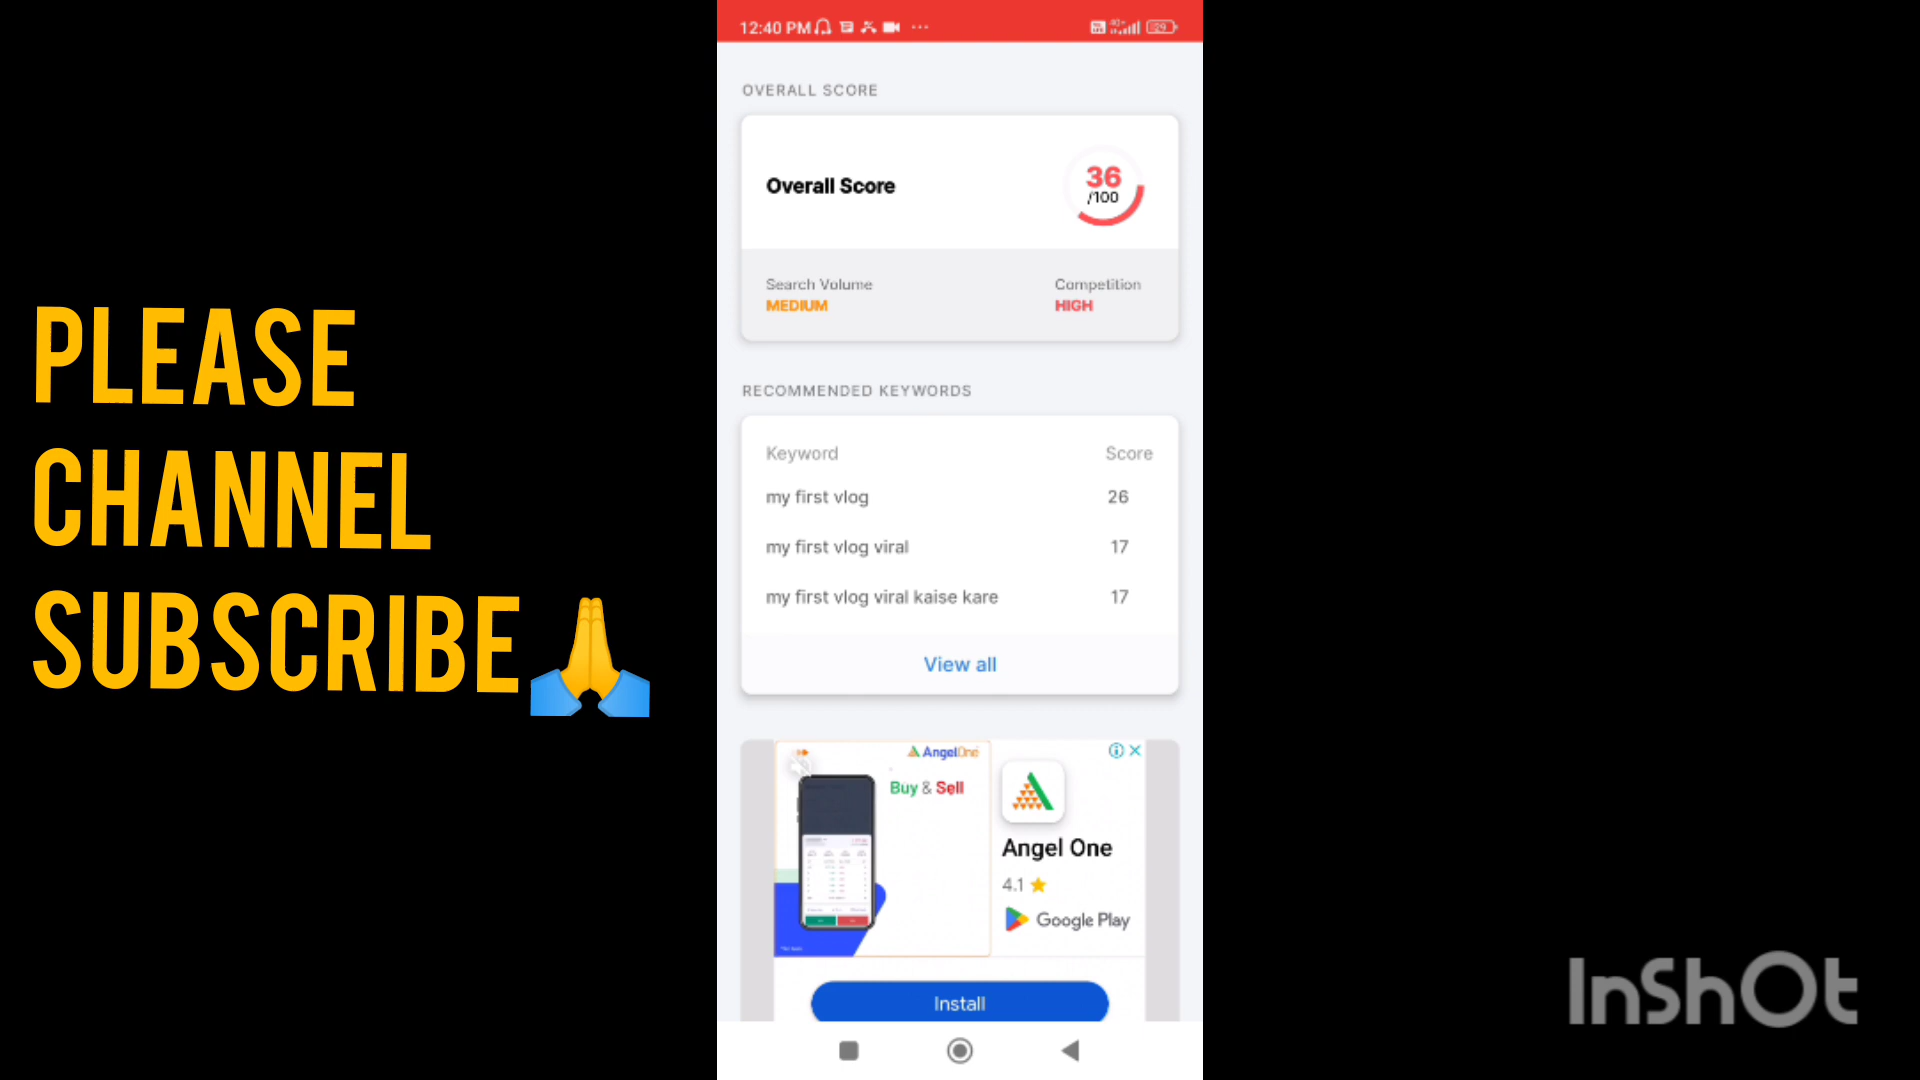 PLEASE
CHANNEL
SUBSCRIBE🙏
12:40 PM
4G+
29
OVERALL SCORE
Overall Score
36
/100
Search Volume
MEDIUM
Competition
HIGH
RECOMMENDED KEYWORDS
Keyword Score
my first vlog 26
my first vlog viral 17
my first vlog viral kaise kare 17
View all
AngelOne
Buy & Sell
Angel One
4.1 ★
Google Play
Install
InShOt